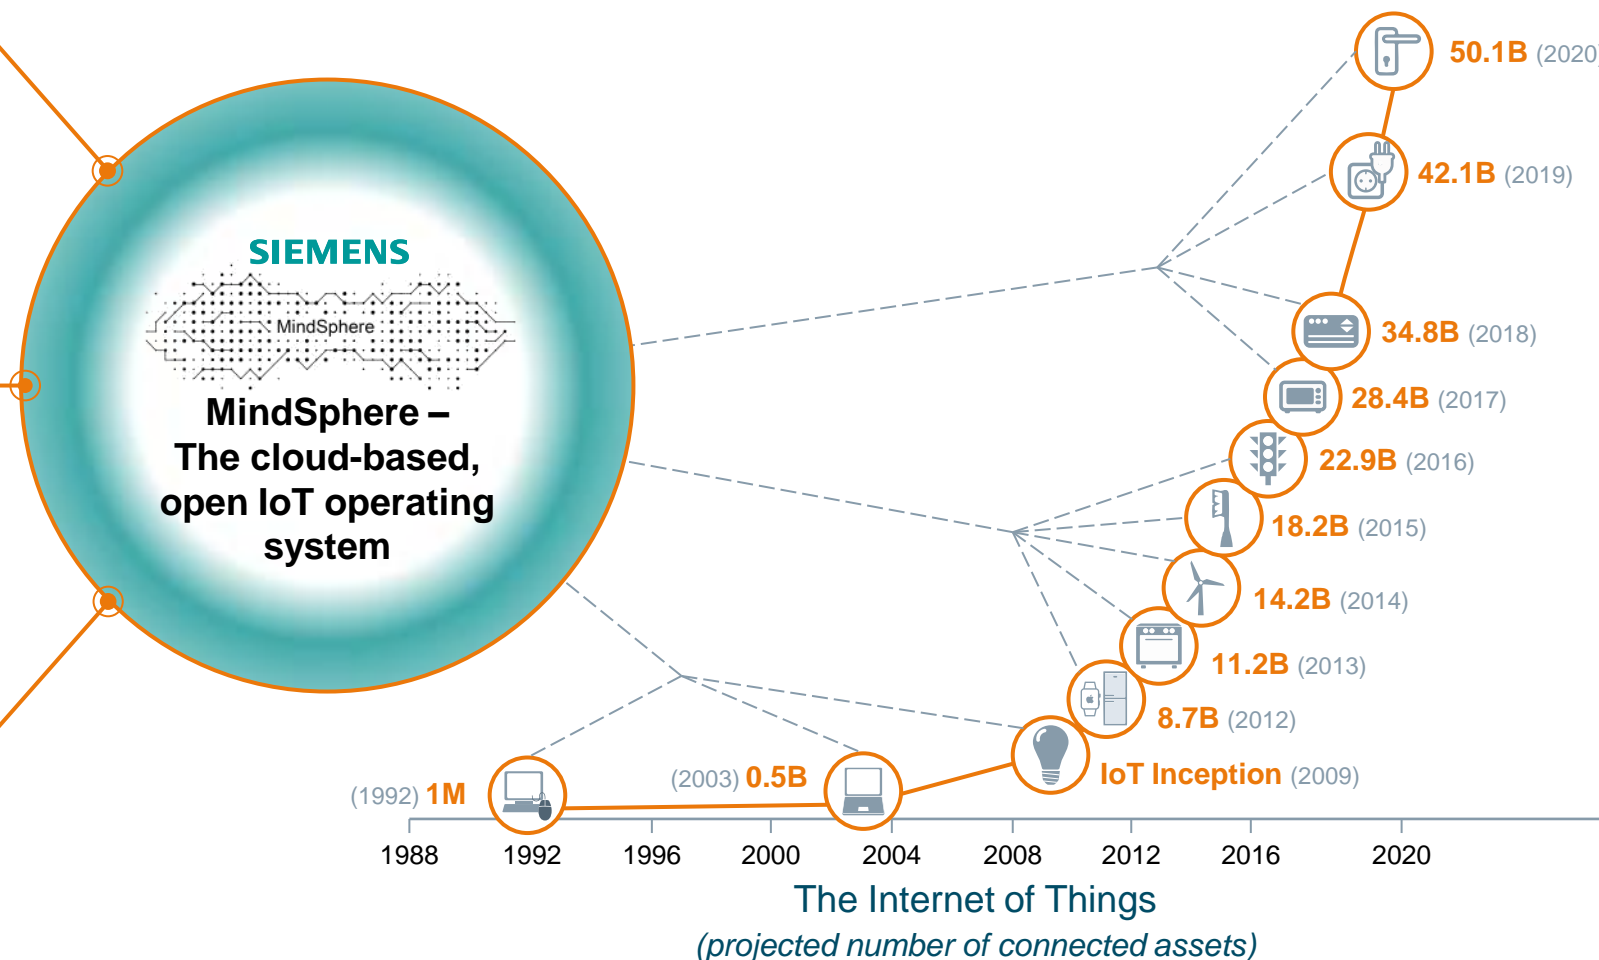 SIEMENS
MindSphere
MindSphere –
The cloud-based,
open IoT operating
system
50.1B (2020)
42.1B (2019)
34.8B (2018)
28.4B (2017)
22.9B (2016)
18.2B (2015)
14.2B (2014)
11.2B (2013)
8.7B (2012)
IoT Inception (2009)
(2003) 0.5B
(1992) 1M
1988 1992 1996 2000 2004 2008 2012 2016 2020
The Internet of Things
(projected number of connected assets)